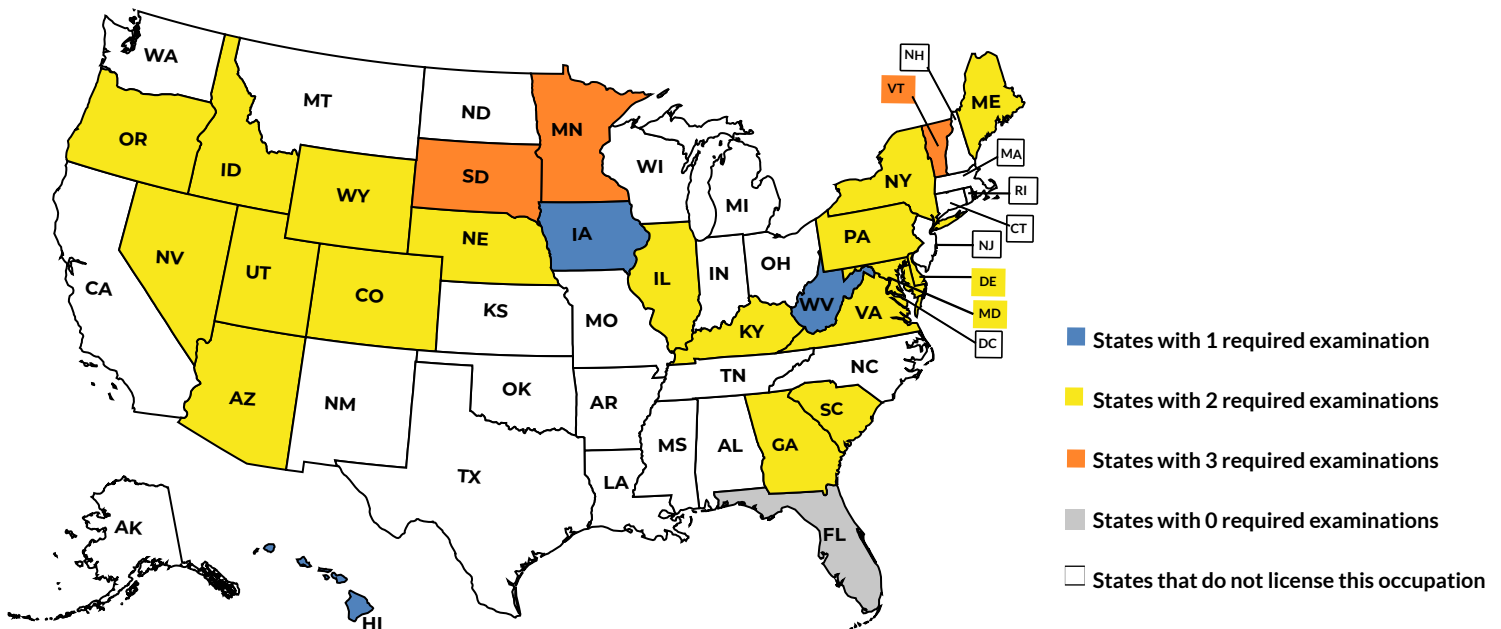 WA
MT
ND
MN
OR
ID
WY
SD
WI
MI
NH
VT
ME
MA
RI
CT
NY
NJ
PA
NV
UT
CO
NE
IA
IL
IN
OH
WV
VA
DE
MD
DC
CA
KS
MO
KY
AZ
NM
OK
AR
TN
NC
SC
TX
LA
MS
AL
GA
FL
AK
HI
States with 1 required examination
States with 2 required examinations
States with 3 required examinations
States with 0 required examinations
States that do not license this occupation